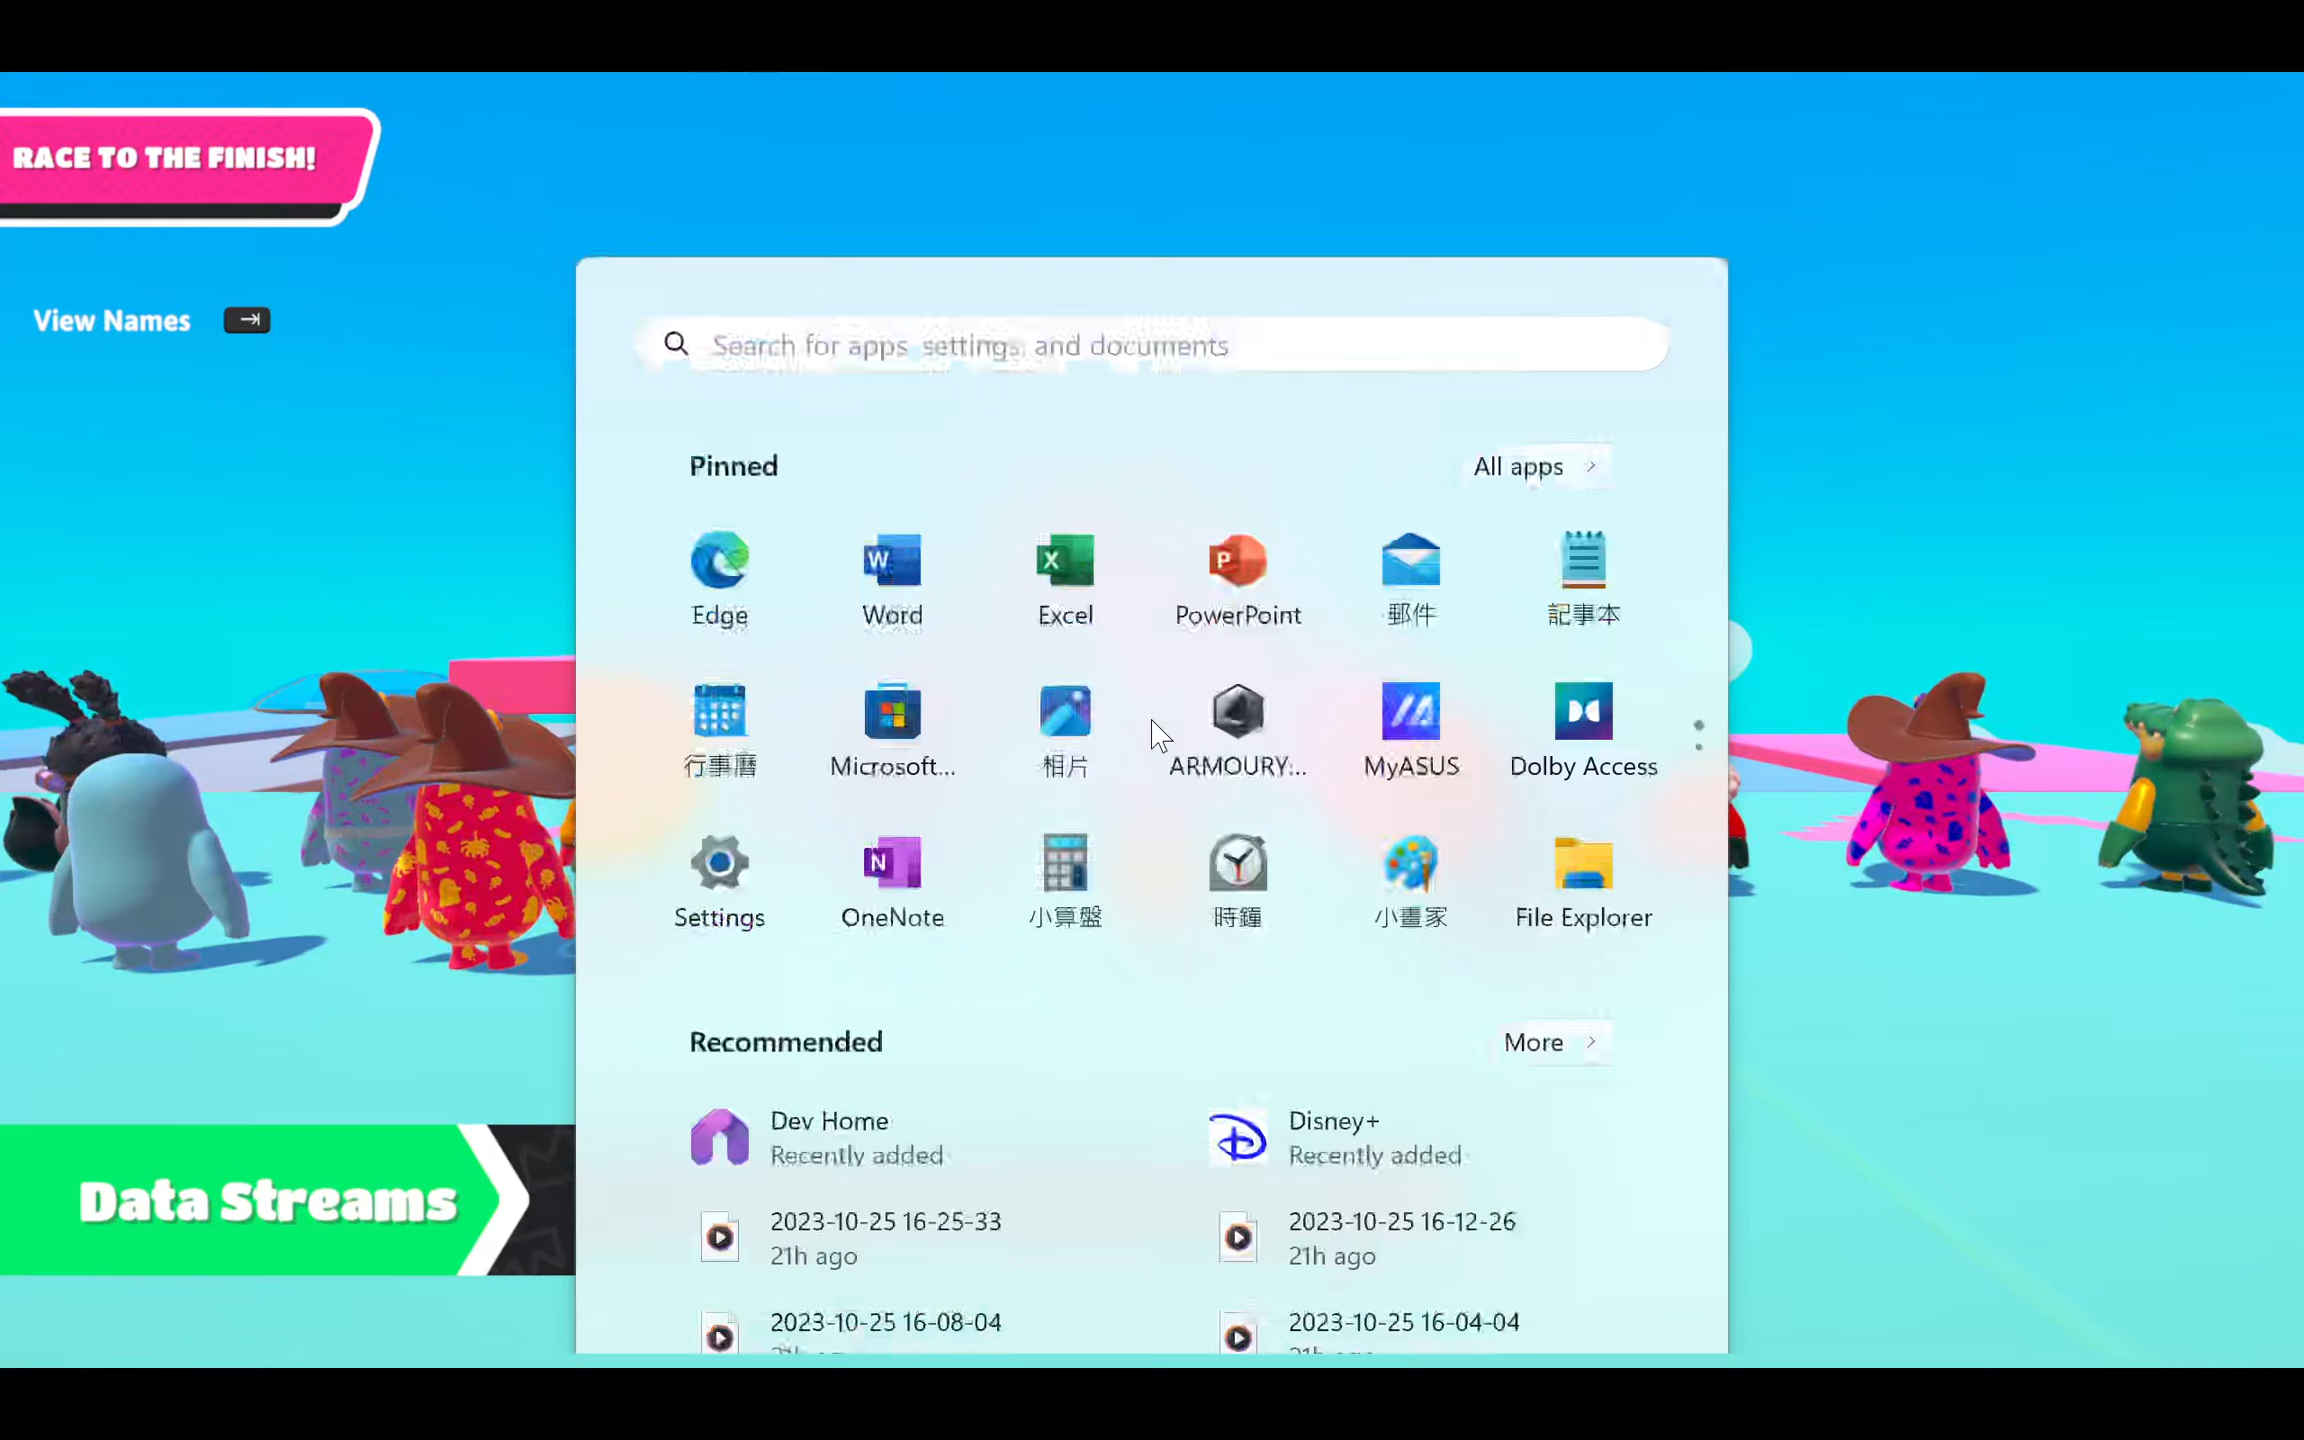 RACE TO THE FINISH!
View Names
Search for apps, settings, and documents
Pinned
All apps
Edge
Word
Excel
PowerPoint
郵件
記事本
行事曆
Microsoft...
相片
ARMOURY...
MyASUS
Dolby Access
Settings
OneNote
小算盤
時鐘
小畫家
File Explorer
Recommended
More
Dev Home
Recently added
Disney+
Recently added
2023-10-25 16-25-33
21h ago
2023-10-25 16-12-26
21h ago
2023-10-25 16-08-04
2023-10-25 16-04-04
Data Streams